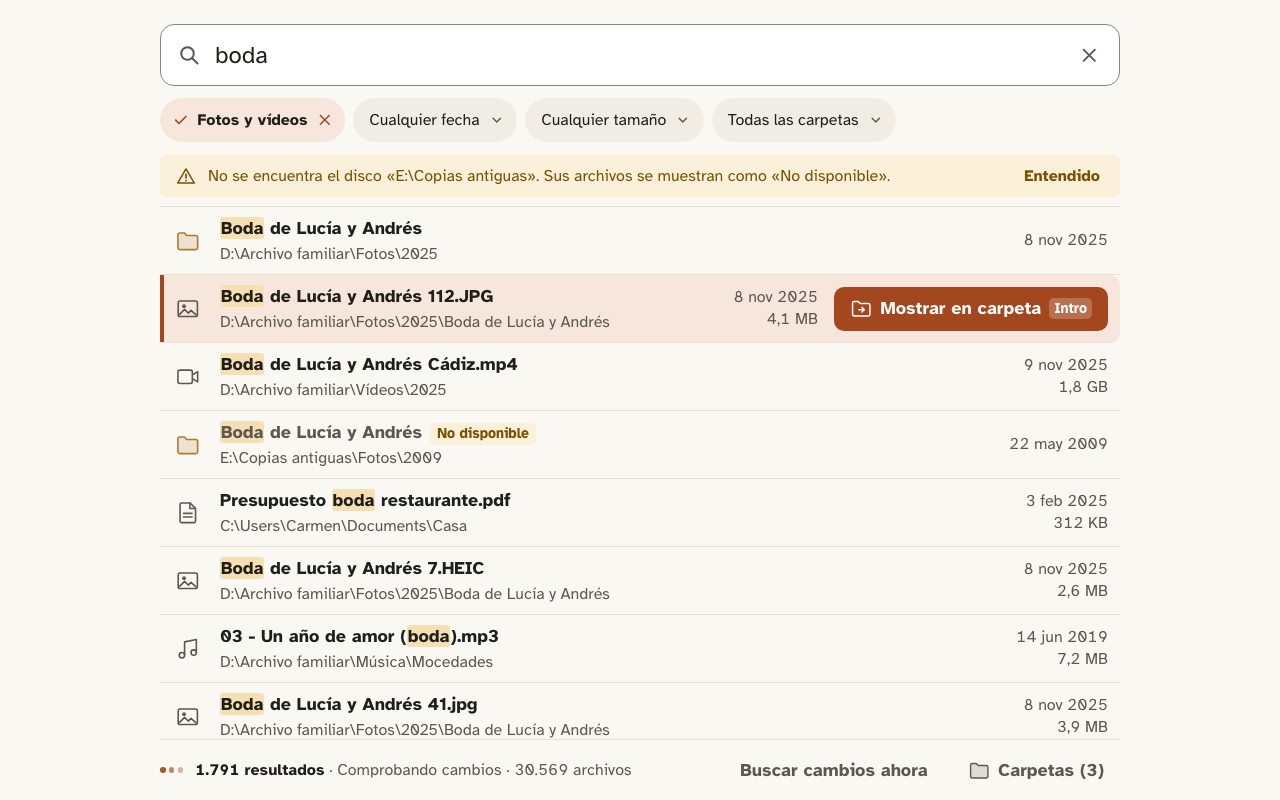 boda
Fotos y vídeos
Cualquier fecha
Cualquier tamaño
Todas las carpetas
No se encuentra el disco «E:\Copias antiguas». Sus archivos se muestran como «No disponible».
Entendido
Boda de Lucía y Andrés
D:\Archivo familiar\Fotos\2025
8 nov 2025
Boda de Lucía y Andrés 112.JPG
D:\Archivo familiar\Fotos\2025\Boda de Lucía y Andrés
8 nov 2025
4,1 MB
Mostrar en carpeta Intro
Boda de Lucía y Andrés Cádiz.mp4
D:\Archivo familiar\Vídeos\2025
9 nov 2025
1,8 GB
Boda de Lucía y Andrés No disponible
E:\Copias antiguas\Fotos\2009
22 may 2009
Presupuesto boda restaurante.pdf
C:\Users\Carmen\Documents\Casa
3 feb 2025
312 KB
Boda de Lucía y Andrés 7.HEIC
D:\Archivo familiar\Fotos\2025\Boda de Lucía y Andrés
8 nov 2025
2,6 MB
03 - Un año de amor (boda).mp3
D:\Archivo familiar\Música\Mocedades
14 jun 2019
7,2 MB
Boda de Lucía y Andrés 41.jpg
D:\Archivo familiar\Fotos\2025\Boda de Lucía y Andrés
8 nov 2025
3,9 MB
1.791 resultados · Comprobando cambios · 30.569 archivos
Buscar cambios ahora
Carpetas (3)